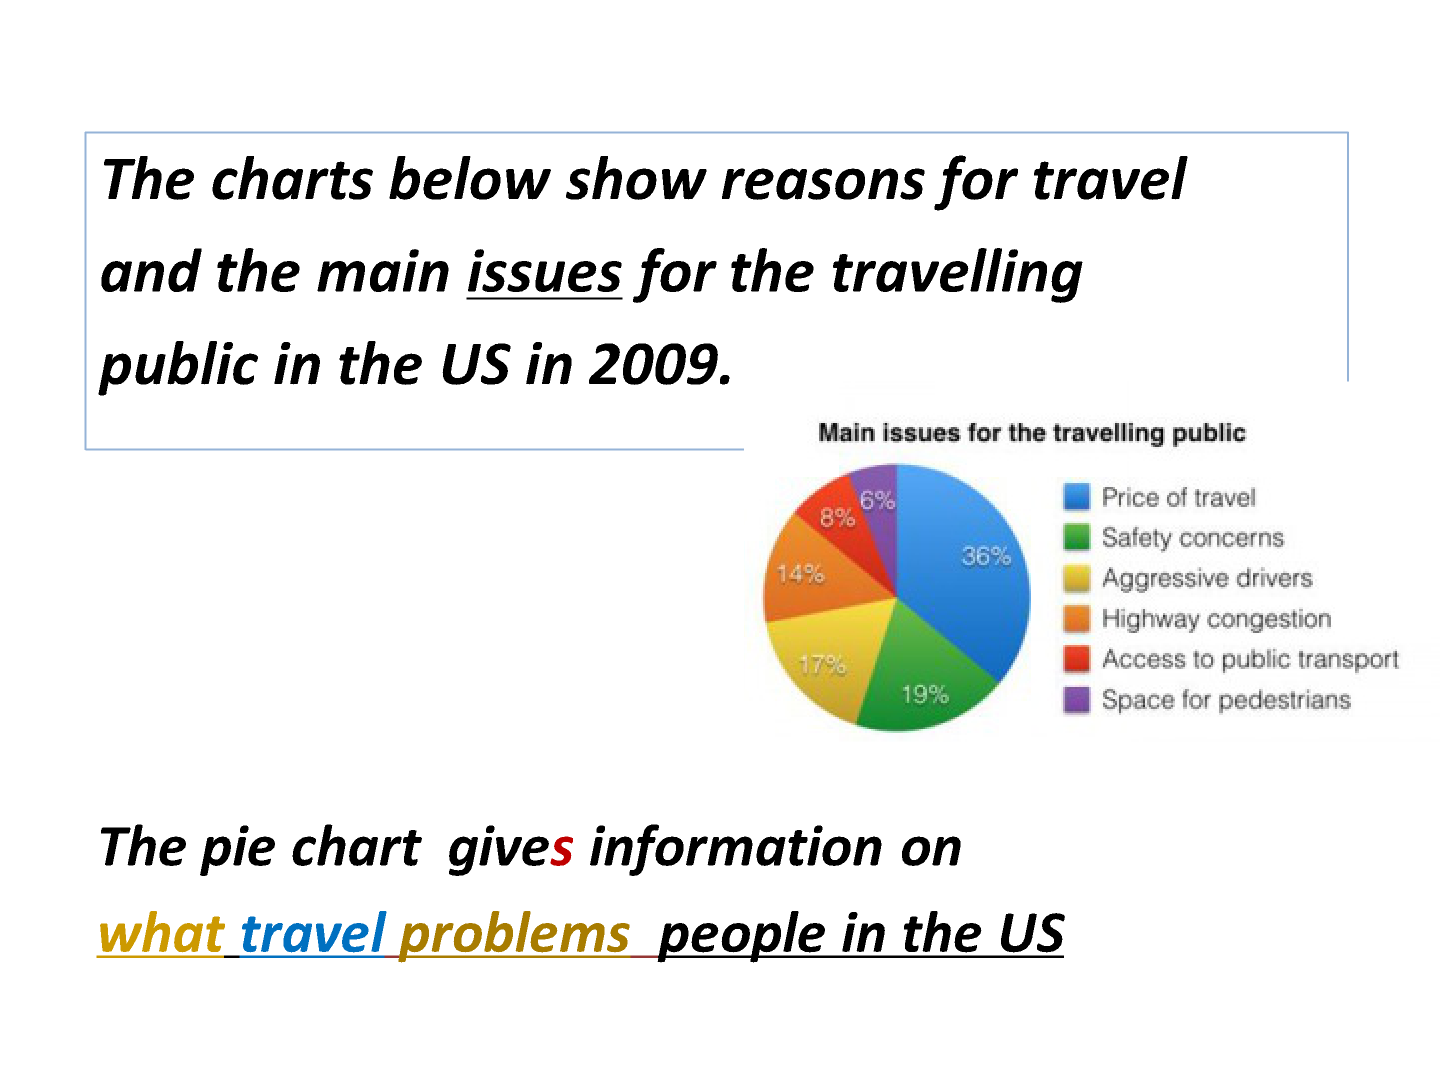 The charts below show reasons for travel
and the main issues for the travelling
public in the US in 2009.
Main issues for the travelling public
6%
8%
36%
14%
17%
19%
Price of travel
Safety concerns
Aggressive drivers
Highway congestion
Access to public transport
Space for pedestrians
The pie chart gives information on
what travel problems people in the US